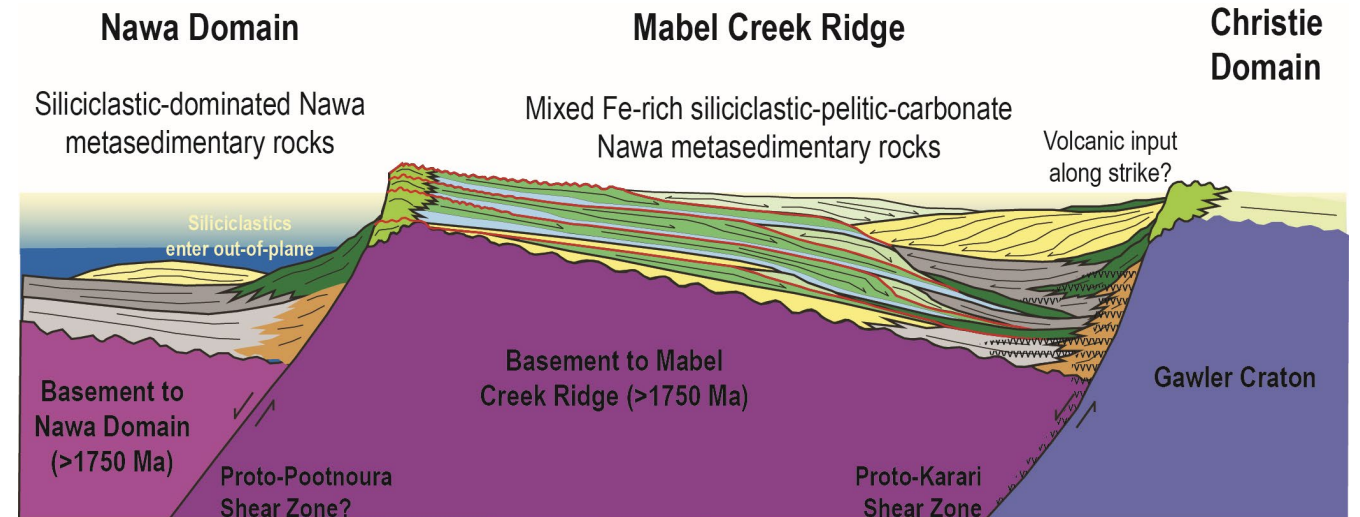 Nawa Domain
Mabel Creek Ridge
Christie
Domain
Siliciclastic-dominated Nawa
metasedimentary rocks
Mixed Fe-rich siliciclastic-pelitic-carbonate
Nawa metasedimentary rocks
Volcanic input
along strike?
Siliciclastics
enter out-of-plane
Basement to
Nawa Domain
(>1750 Ma)
Basement to Mabel
Creek Ridge (>1750 Ma)
Gawler Craton
Proto-Pootnoura
Shear Zone?
Proto-Karari
Shear Zone